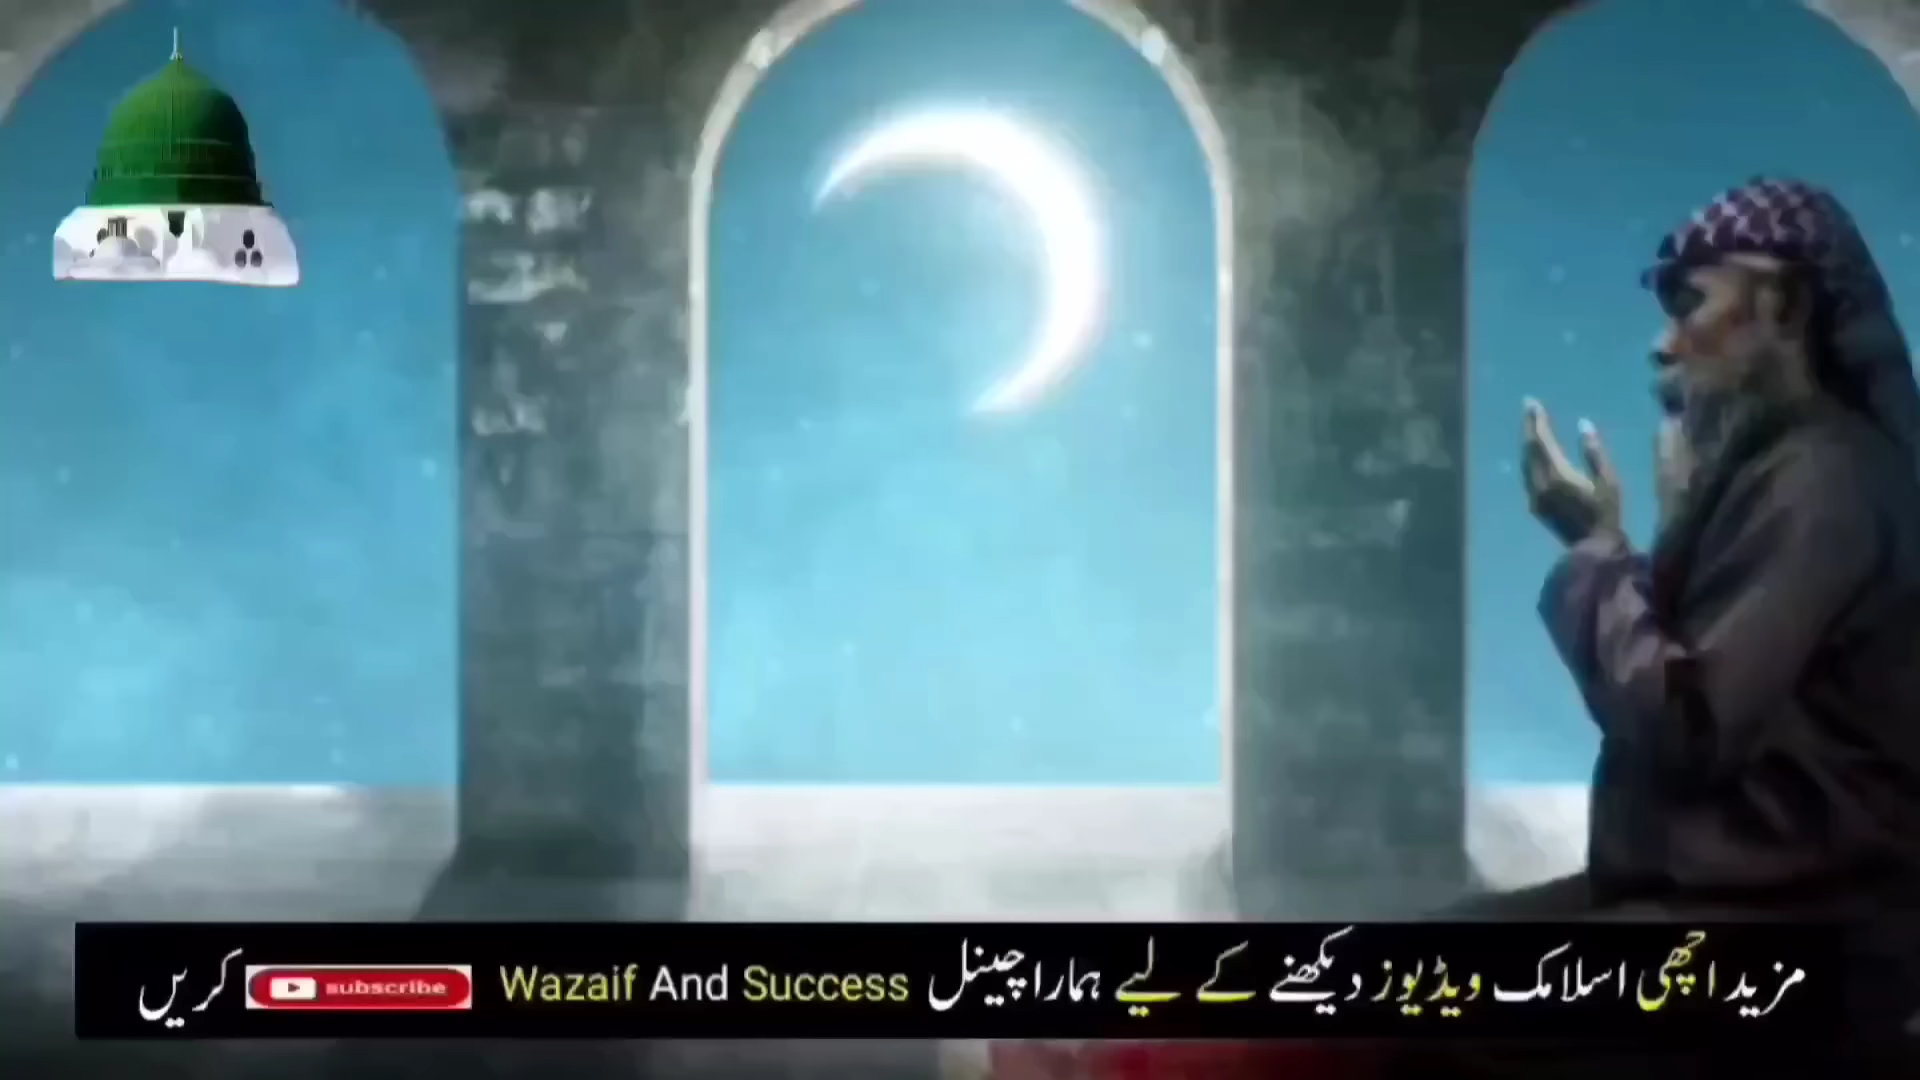 مزید اچھی اسلامک ویڈیوز دیکھنے کے لیے ہمارا چینل Wazaif And Success subscribe کریں